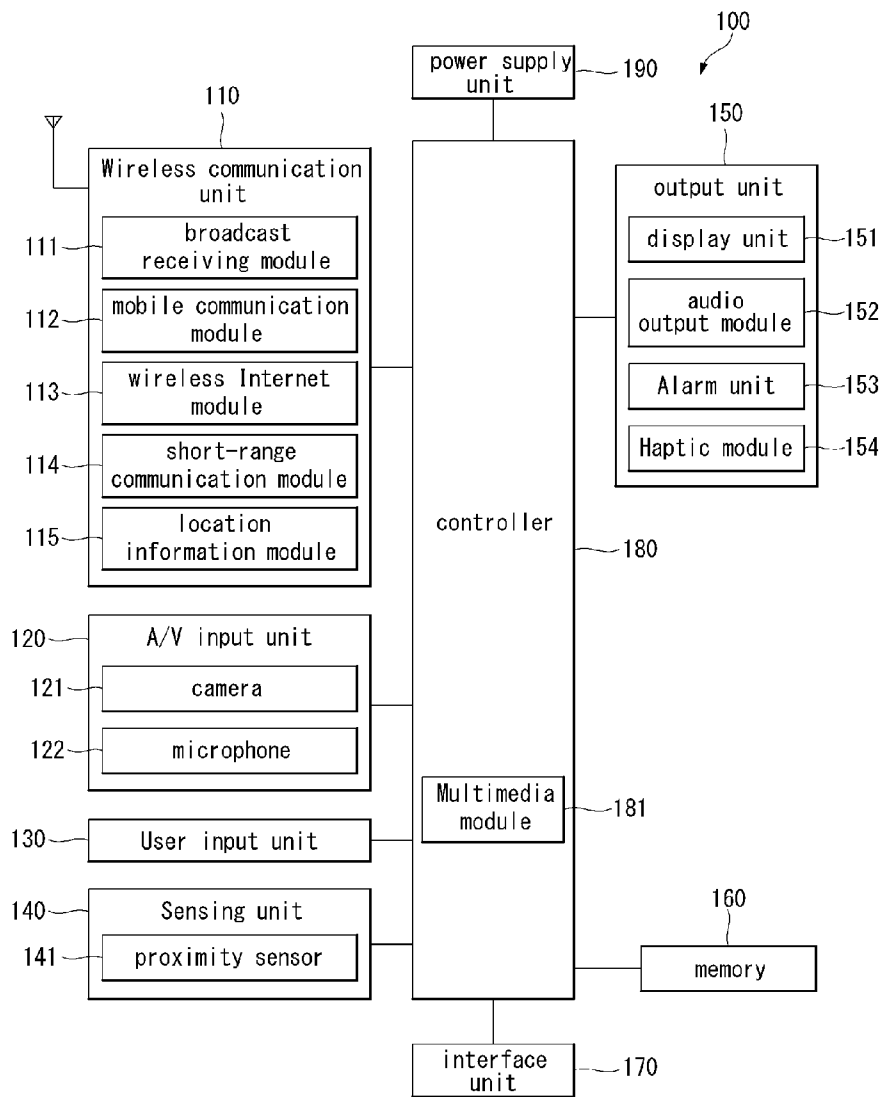 100
power supply
unit
190
110
Wireless communication
unit
111
broadcast
receiving module
112
mobile communication
module
113
wireless Internet
module
114
short-range
communication module
115
location
information module
120
A/V input unit
121
camera
122
microphone
130
User input unit
140
Sensing unit
141
proximity sensor
controller
180
Multimedia
module
181
150
output unit
display unit
151
audio
output module
152
Alarm unit
153
Haptic module
154
160
memory
interface
unit
170